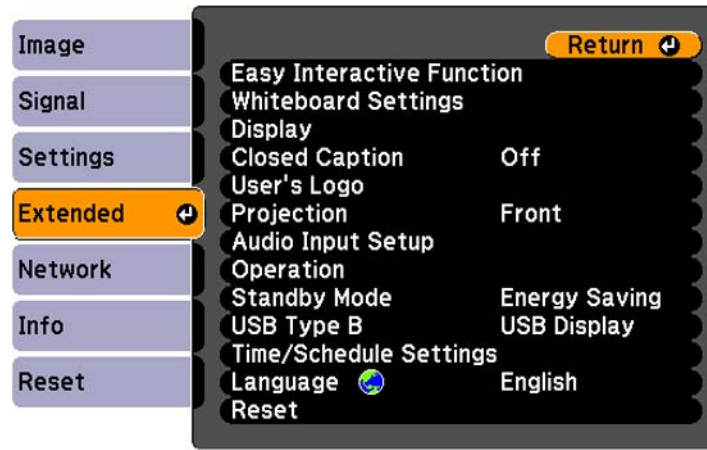 Image
Signal
Settings
Extended
Network
Info
Reset
Return
Easy Interactive Function
Whiteboard Settings
Display
Closed Caption Off
User's Logo
Projection Front
Audio Input Setup
Operation
Standby Mode Energy Saving
USB Type B USB Display
Time/Schedule Settings
Language English
Reset